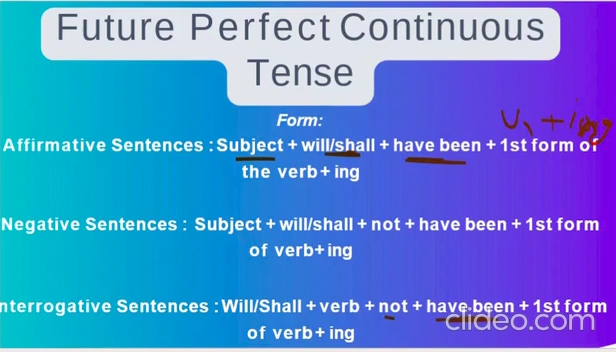 Future Perfect Continuous
Tense
Form:
Affirmative Sentences : Subject + will/shall + have been + 1st form of
the verb+ ing
Negative Sentences : Subject + will/shall + not + have been + 1st form
of verb+ing
nterrogative Sentences : Will/Shall + verb + not + have been + 1st form
of verb+ing
clideo.com